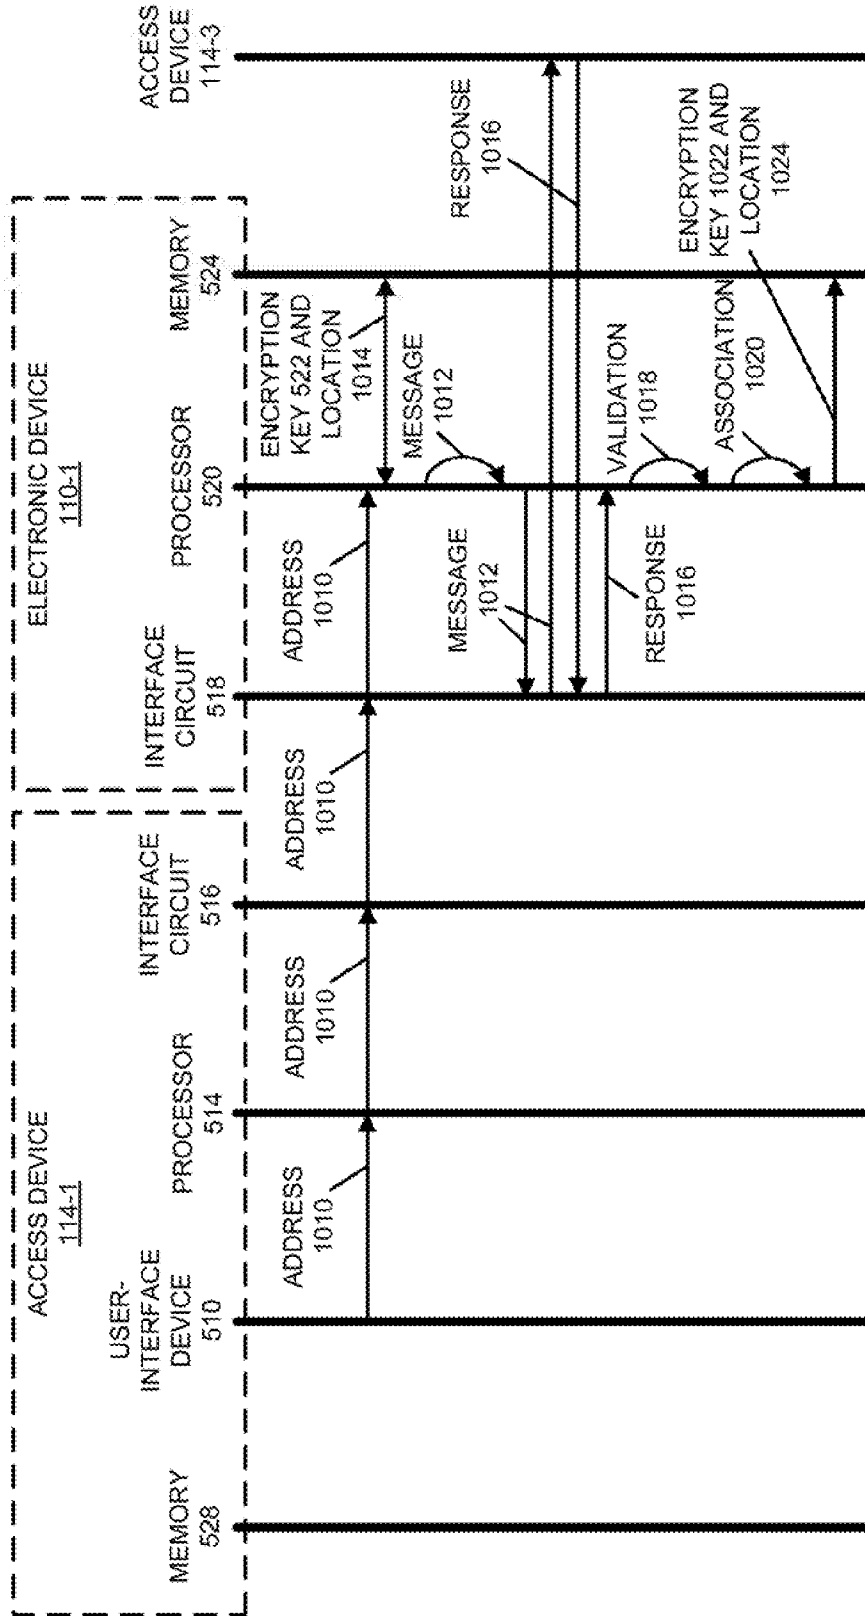 ACCESS DEVICE
114-1
ELECTRONIC DEVICE
110-1
MEMORY
528
USER-
INTERFACE
DEVICE
510
PROCESSOR
514
INTERFACE
CIRCUIT
516
INTERFACE
CIRCUIT
518
PROCESSOR
520
MEMORY
524
ACCESS
DEVICE
114-3
ADDRESS
1010
ADDRESS
1010
ADDRESS
1010
ADDRESS
1010
ENCRYPTION
KEY 522 AND
LOCATION
1014
MESSAGE
1012
MESSAGE
1012
RESPONSE
1016
RESPONSE
1016
VALIDATION
1018
ASSOCIATION
1020
ENCRYPTION
KEY 1022 AND
LOCATION
1024